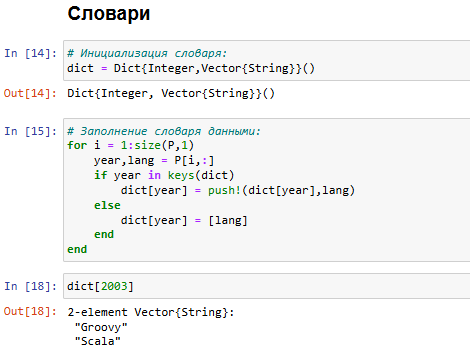 Словари
In [14]: # Инициализация словаря:
dict = Dict{Integer,Vector{String}}()
Out[14]: Dict{Integer, Vector{String}}()
In [15]: # Заполнение словаря данными:
for i = 1:size(P,1)
    year,lang = P[i,:]
    if year in keys(dict)
        dict[year] = push!(dict[year],lang)
    else
        dict[year] = [lang]
    end
end
In [18]: dict[2003]
Out[18]: 2-element Vector{String}:
 "Groovy"
 "Scala"